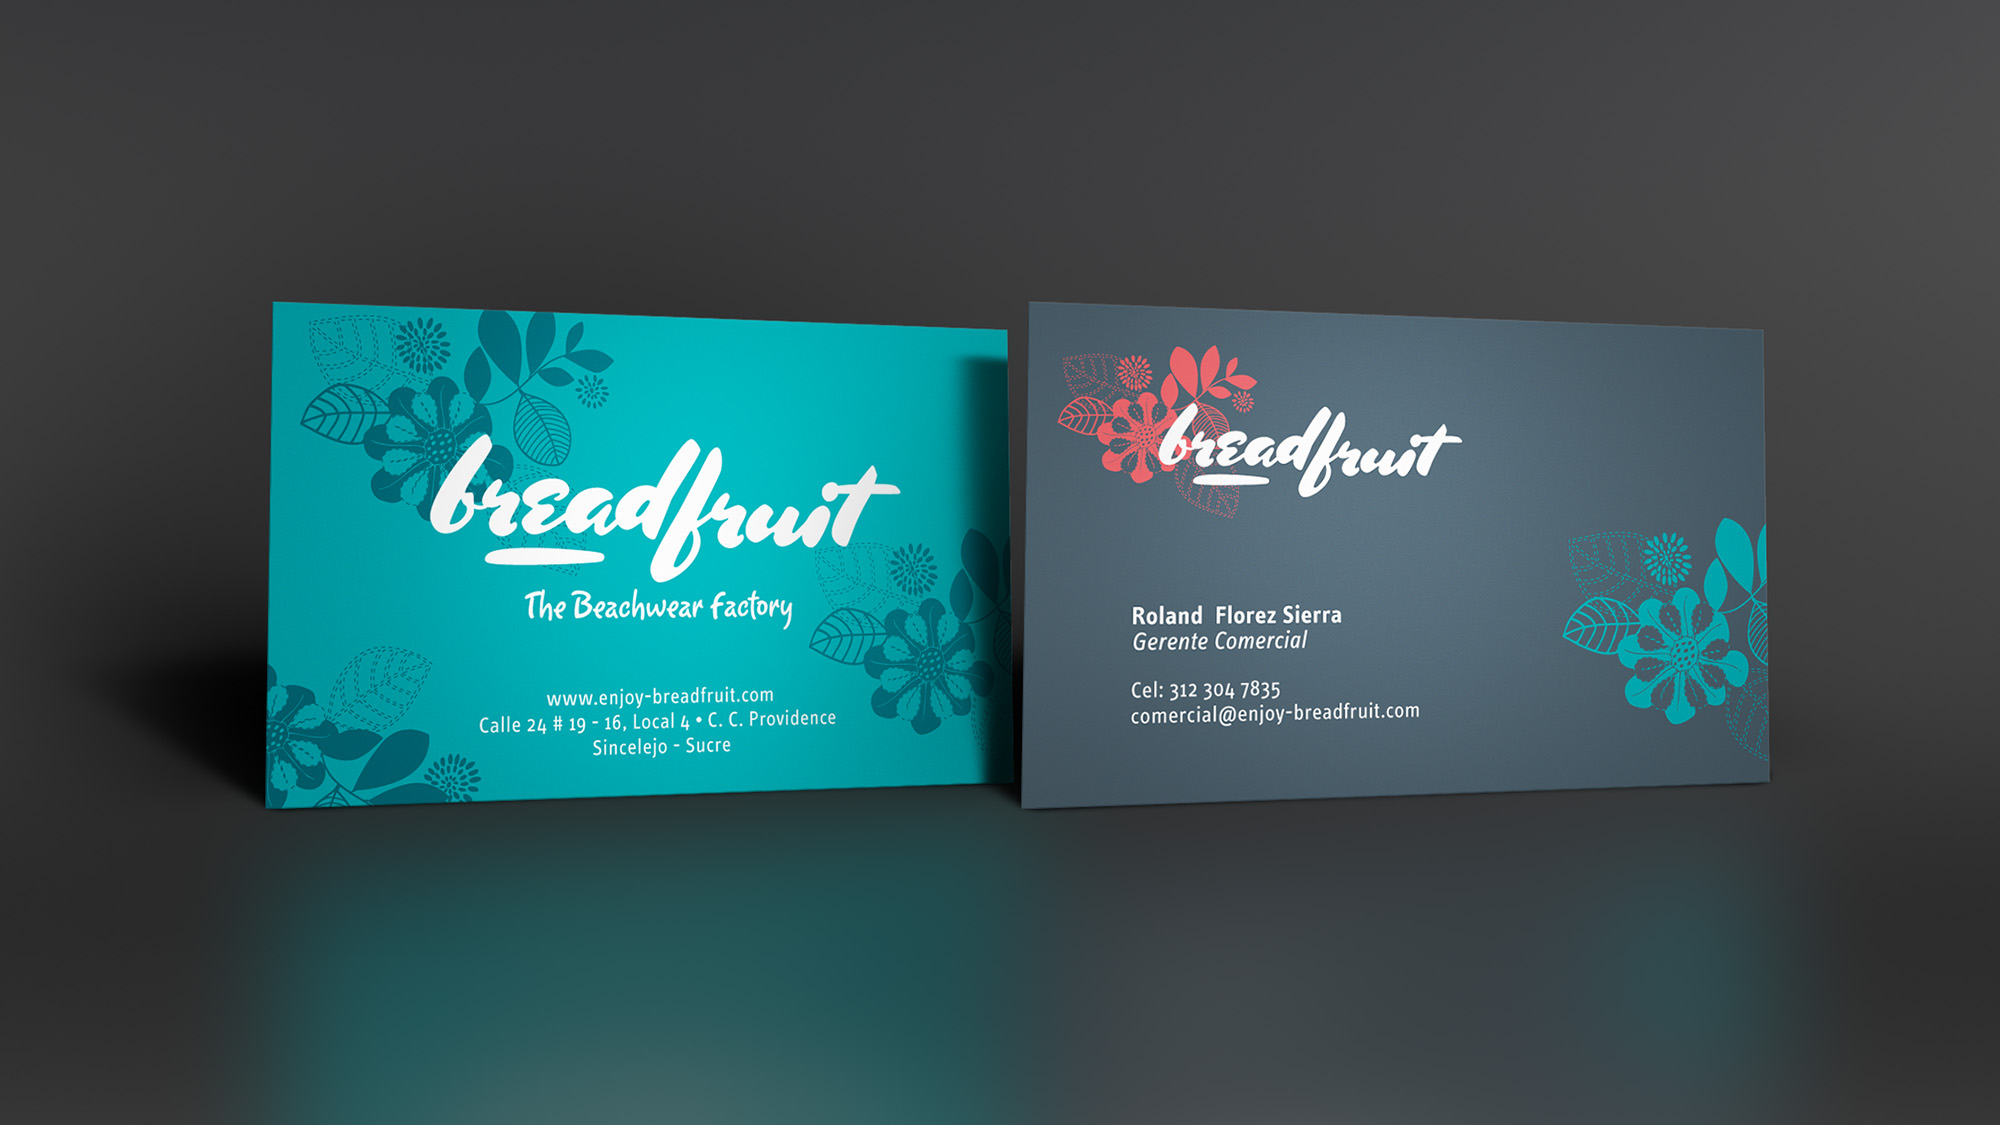 breadfruit
The Beachwear Factory
www.enjoy-breadfruit.com
Calle 24 # 19 - 16, Local 4 • C. C. Providence
Sincelejo - Sucre
breadfruit
Roland Florez Sierra
Gerente Comercial
Cel: 312 304 7835
comercial@enjoy-breadfruit.com